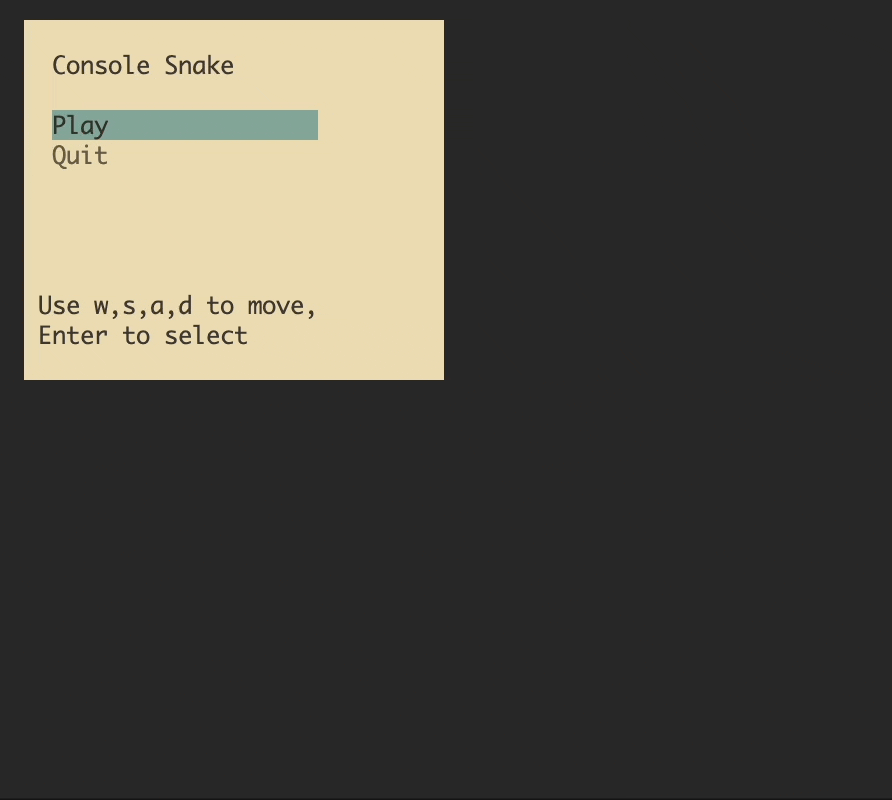 Console Snake
Play
Quit
Use w,s,a,d to move,
Enter to select